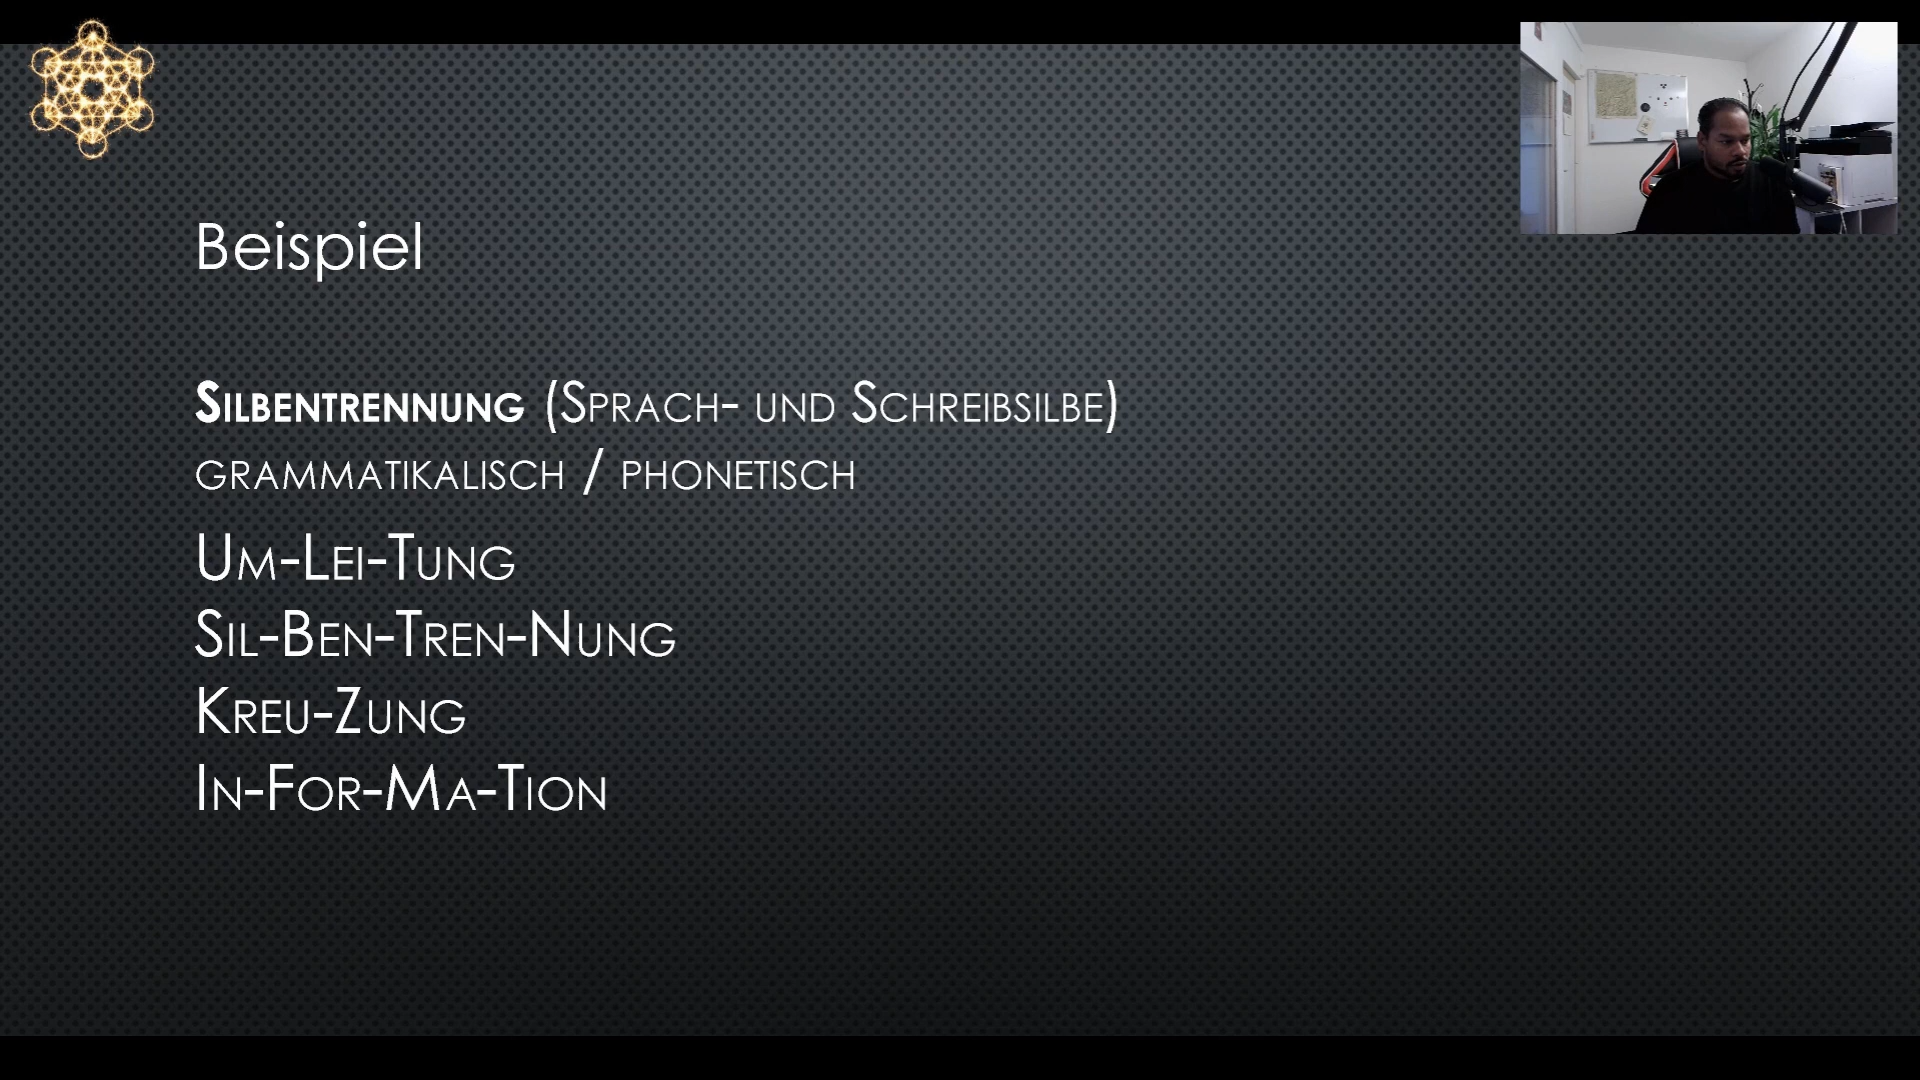 Beispiel
Silbentrennung (Sprach- und Schreibsilbe)
grammatikalisch / phonetisch
Um-Lei-Tung
Sil-Ben-Tren-Nung
Kreu-Zung
In-For-Ma-Tion